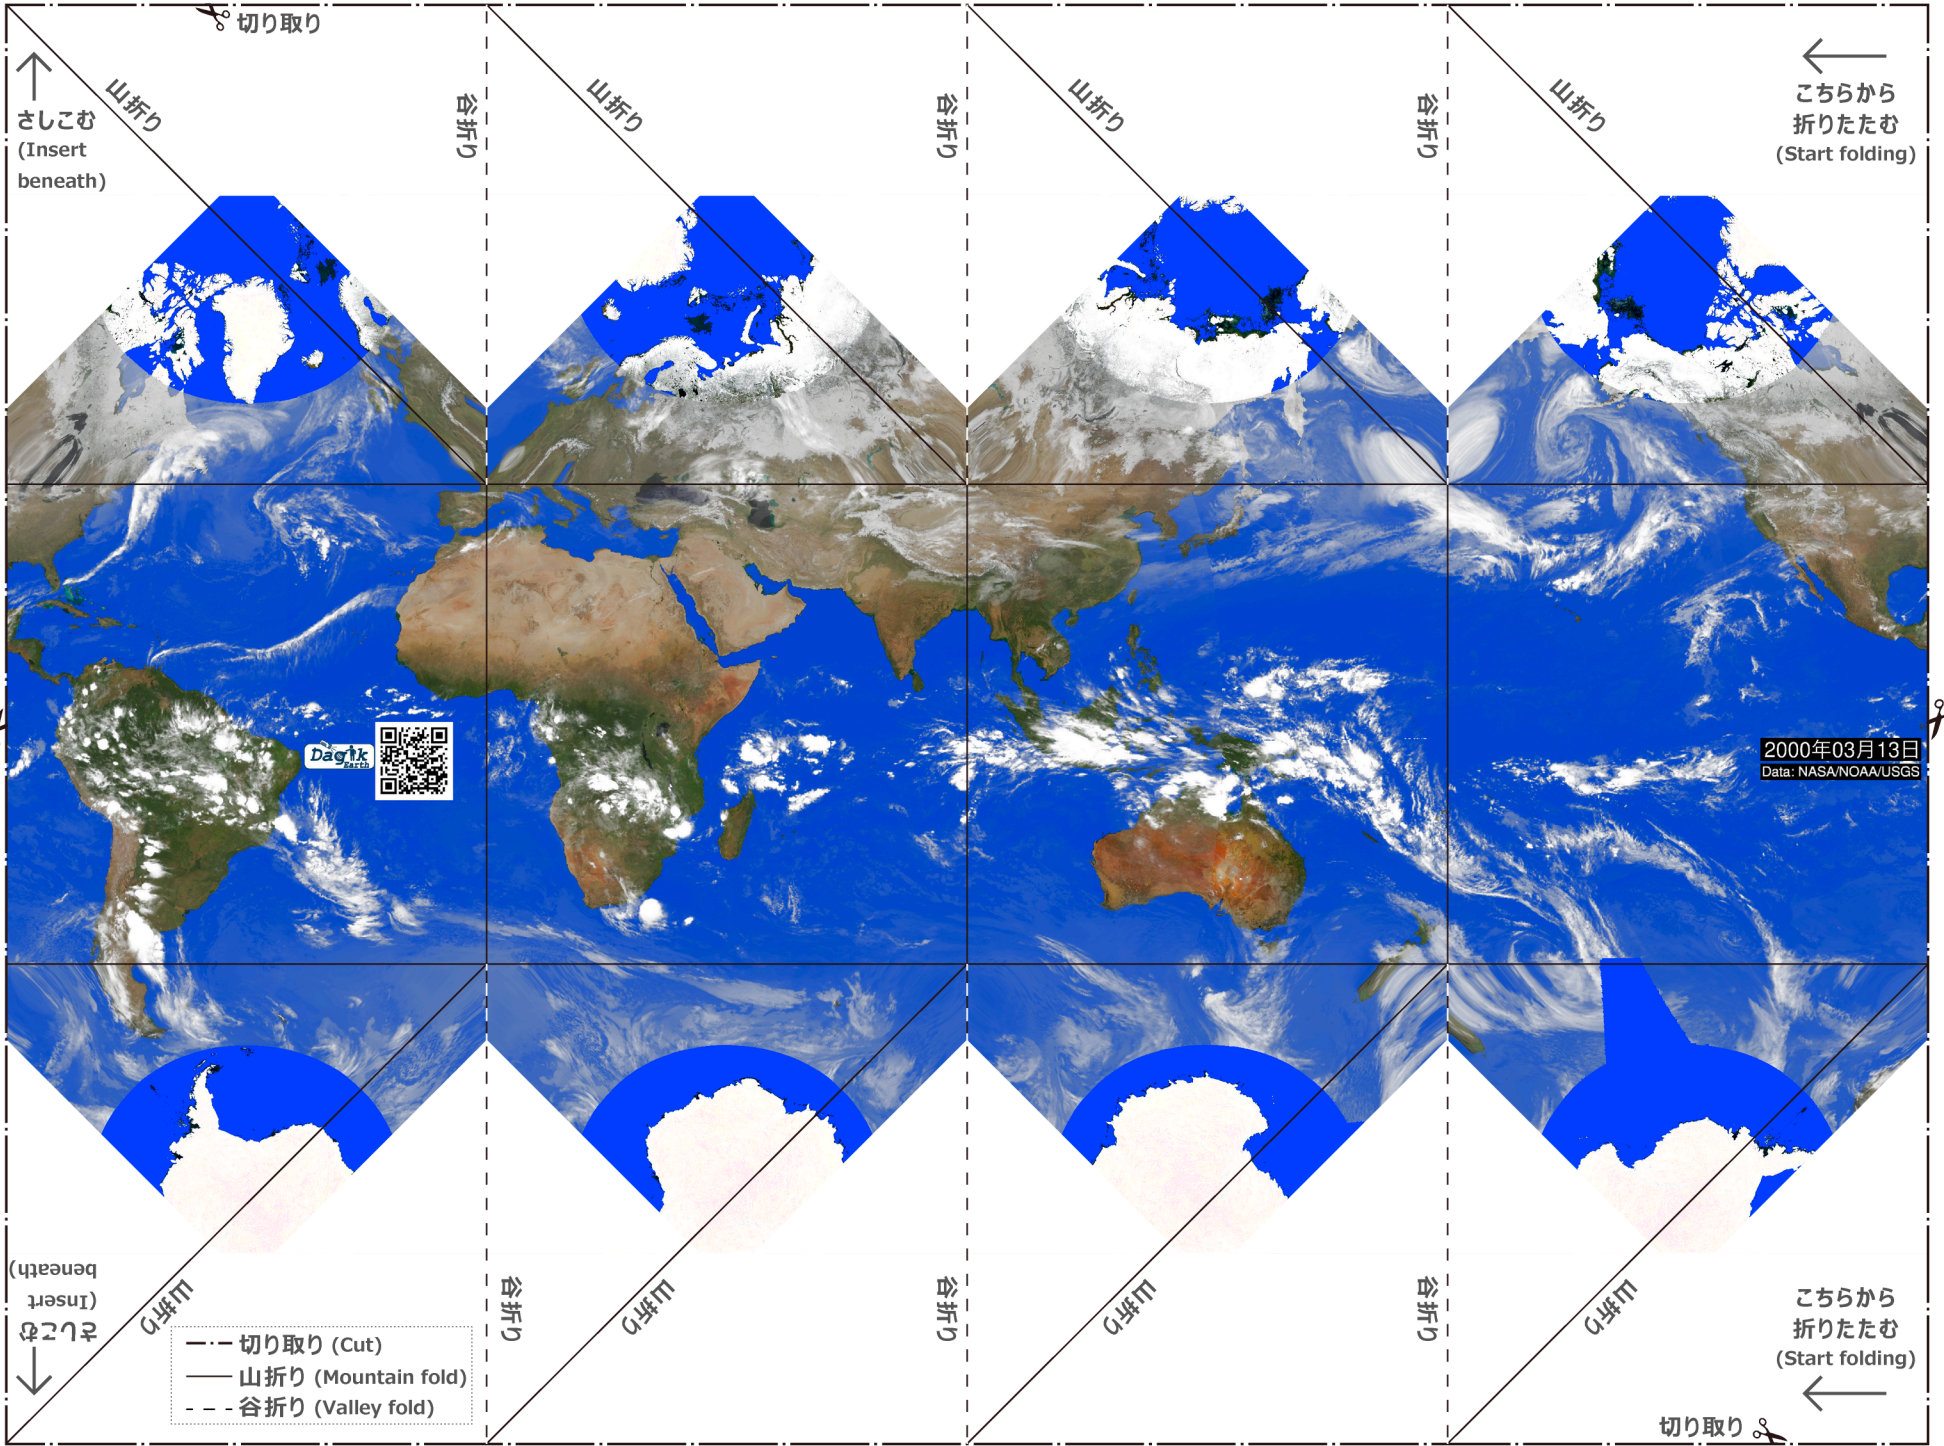 切り取り
山折り
谷折り
山折り
谷折り
山折り
谷折り
山折り
さしこむ
(Insert
beneath)
こちらから
折りたたむ
(Start folding)
Dagik
Earth
2000年03月13日
Data: NASA/NOAA/USGS
さしこむ
(Insert
beneath)
山折り
谷折り
山折り
谷折り
山折り
谷折り
山折り
切り取り (Cut)
山折り (Mountain fold)
谷折り (Valley fold)
こちらから
折りたたむ
(Start folding)
切り取り